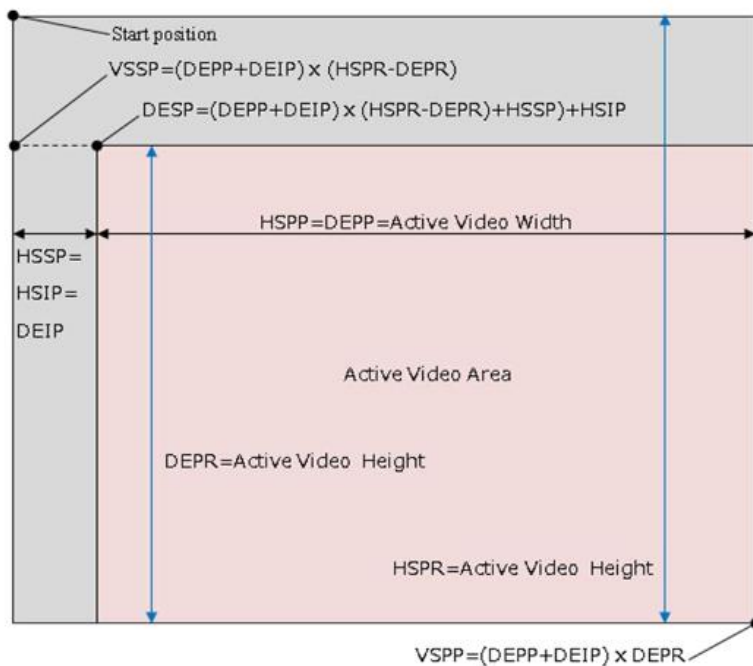 Start position
VSSP=(DEPP+DEIP) x (HSPR-DEPR)
DESP=(DEPP+DEIP) x (HSPR-DEPR)+HSSP)+HSIP
HSPP=DEPP=Active Video Width
HSSP=
HSIP=
DEIP
Active Video Area
DEPR=Active Video Height
HSPR=Active Video Height
VSPP=(DEPP+DEIP) x DEPR